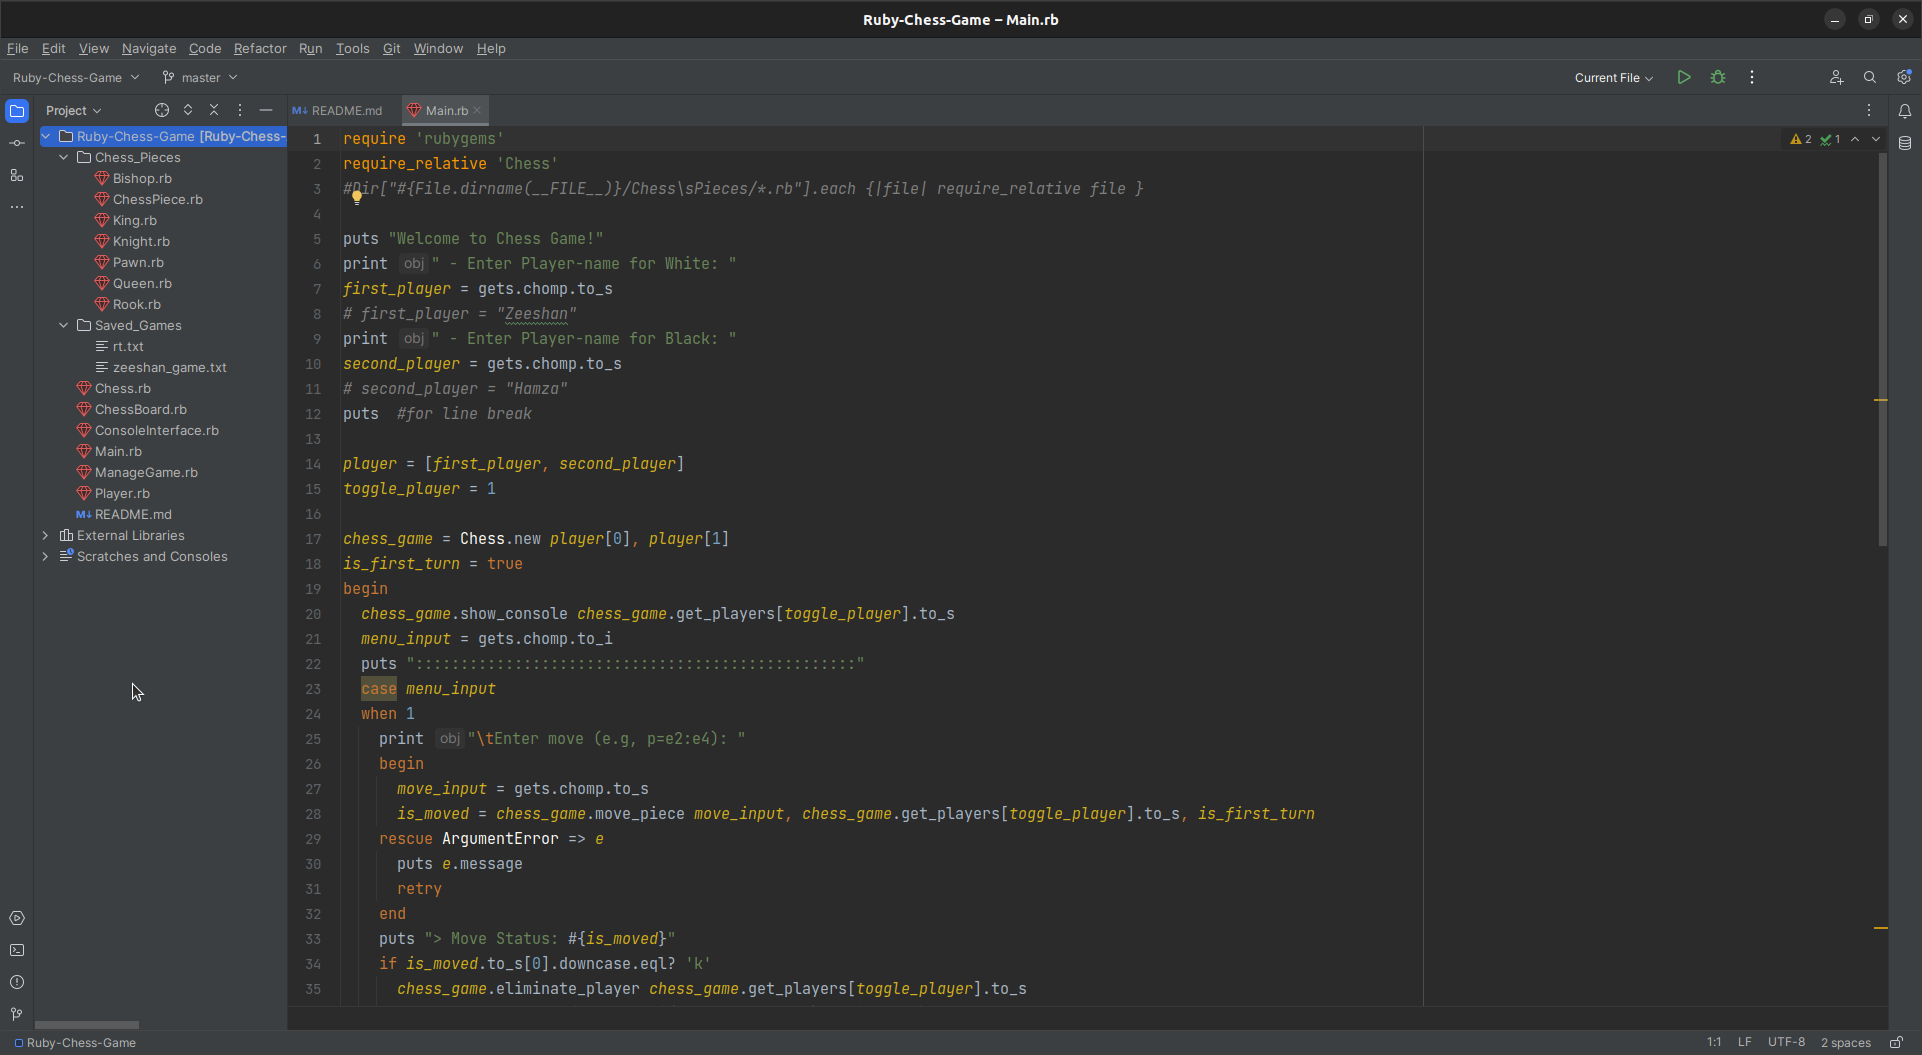 Ruby-Chess-Game – Main.rb
File Edit View Navigate Code Refactor Run Tools Git Window Help
Ruby-Chess-Game master Current File
Project README.md Main.rb
Ruby-Chess-Game [Ruby-Chess-
Chess_Pieces
Bishop.rb
ChessPiece.rb
King.rb
Knight.rb
Pawn.rb
Queen.rb
Rook.rb
Saved_Games
rt.txt
zeeshan_game.txt
Chess.rb
ChessBoard.rb
ConsoleInterface.rb
Main.rb
ManageGame.rb
Player.rb
README.md
External Libraries
Scratches and Consoles
2 1
1 require 'rubygems'
2 require_relative 'Chess'
3 #Dir["#{File.dirname(__FILE__)}/Chess\sPieces/*.rb"].each {|file| require_relative file }
4
5 puts "Welcome to Chess Game!"
6 print obj " - Enter Player-name for White: "
7 first_player = gets.chomp.to_s
8 # first_player = "Zeeshan"
9 print obj " - Enter Player-name for Black: "
10 second_player = gets.chomp.to_s
11 # second_player = "Hamza"
12 puts  #for line break
13
14 player = [first_player, second_player]
15 toggle_player = 1
16
17 chess_game = Chess.new player[0], player[1]
18 is_first_turn = true
19 begin
20 chess_game.show_console chess_game.get_players[toggle_player].to_s
21 menu_input = gets.chomp.to_i
22 puts ":::::::::::::::::::::::::::::::::::::::::::::::::"
23 case menu_input
24 when 1
25 print obj "\tEnter move (e.g, p=e2:e4): "
26 begin
27 move_input = gets.chomp.to_s
28 is_moved = chess_game.move_piece move_input, chess_game.get_players[toggle_player].to_s, is_first_turn
29 rescue ArgumentError => e
30 puts e.message
31 retry
32 end
33 puts "> Move Status: #{is_moved}"
34 if is_moved.to_s[0].downcase.eql? 'k'
35 chess_game.eliminate_player chess_game.get_players[toggle_player].to_s
Ruby-Chess-Game 1:1 LF UTF-8 2 spaces